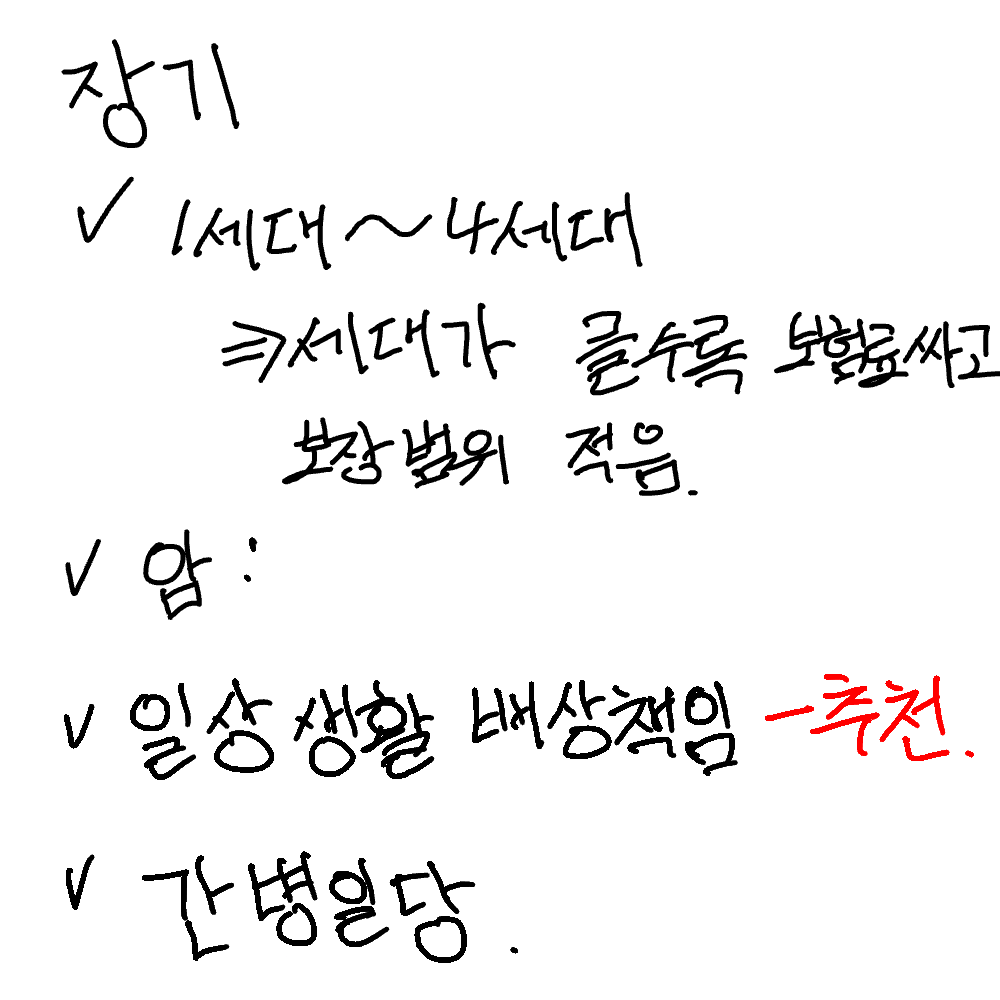 장기
✓ 1세대~4세대
⇒세대가 클수록 보험료싸고
보장범위 적음.
✓ 암:
✓ 일상생활 배상책임 -추천.
✓ 간병일당.